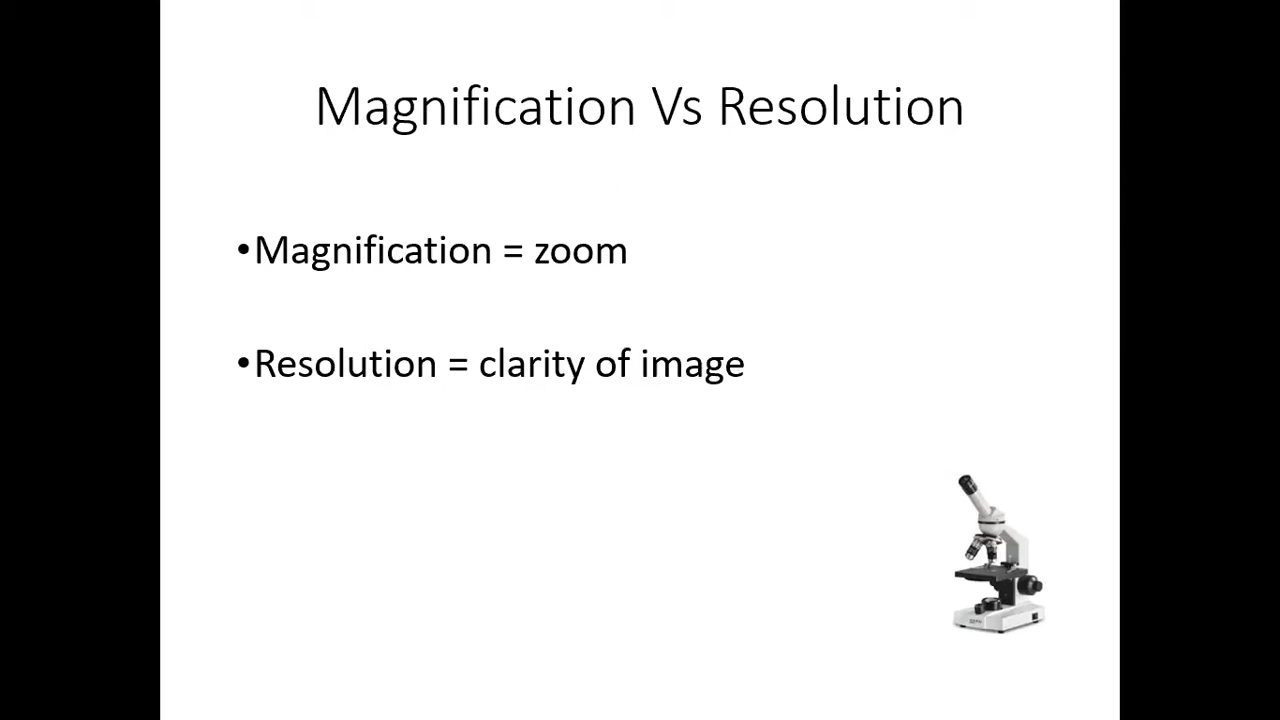 Magnification Vs Resolution
•Magnification = zoom
•Resolution = clarity of image